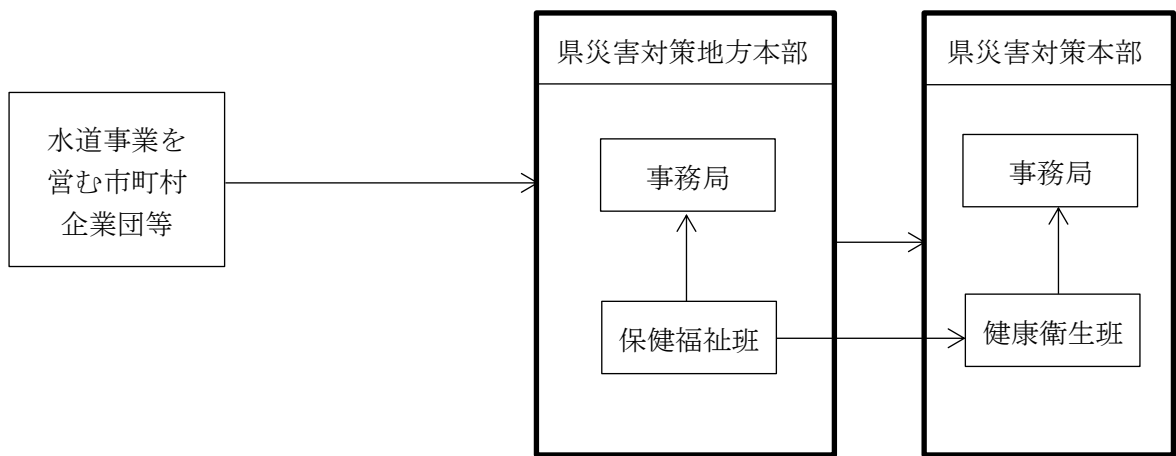 水道事業を
営む市町村
企業団等
県災害対策地方本部
事務局
保健福祉班
県災害対策本部
事務局
健康衛生班